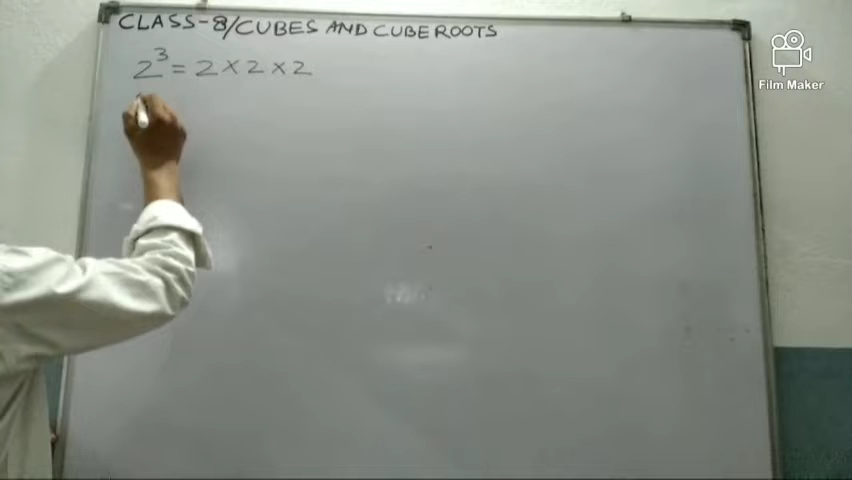 CLASS-8/CUBES AND CUBE ROOTS
2³ = 2 × 2 × 2
Film Maker